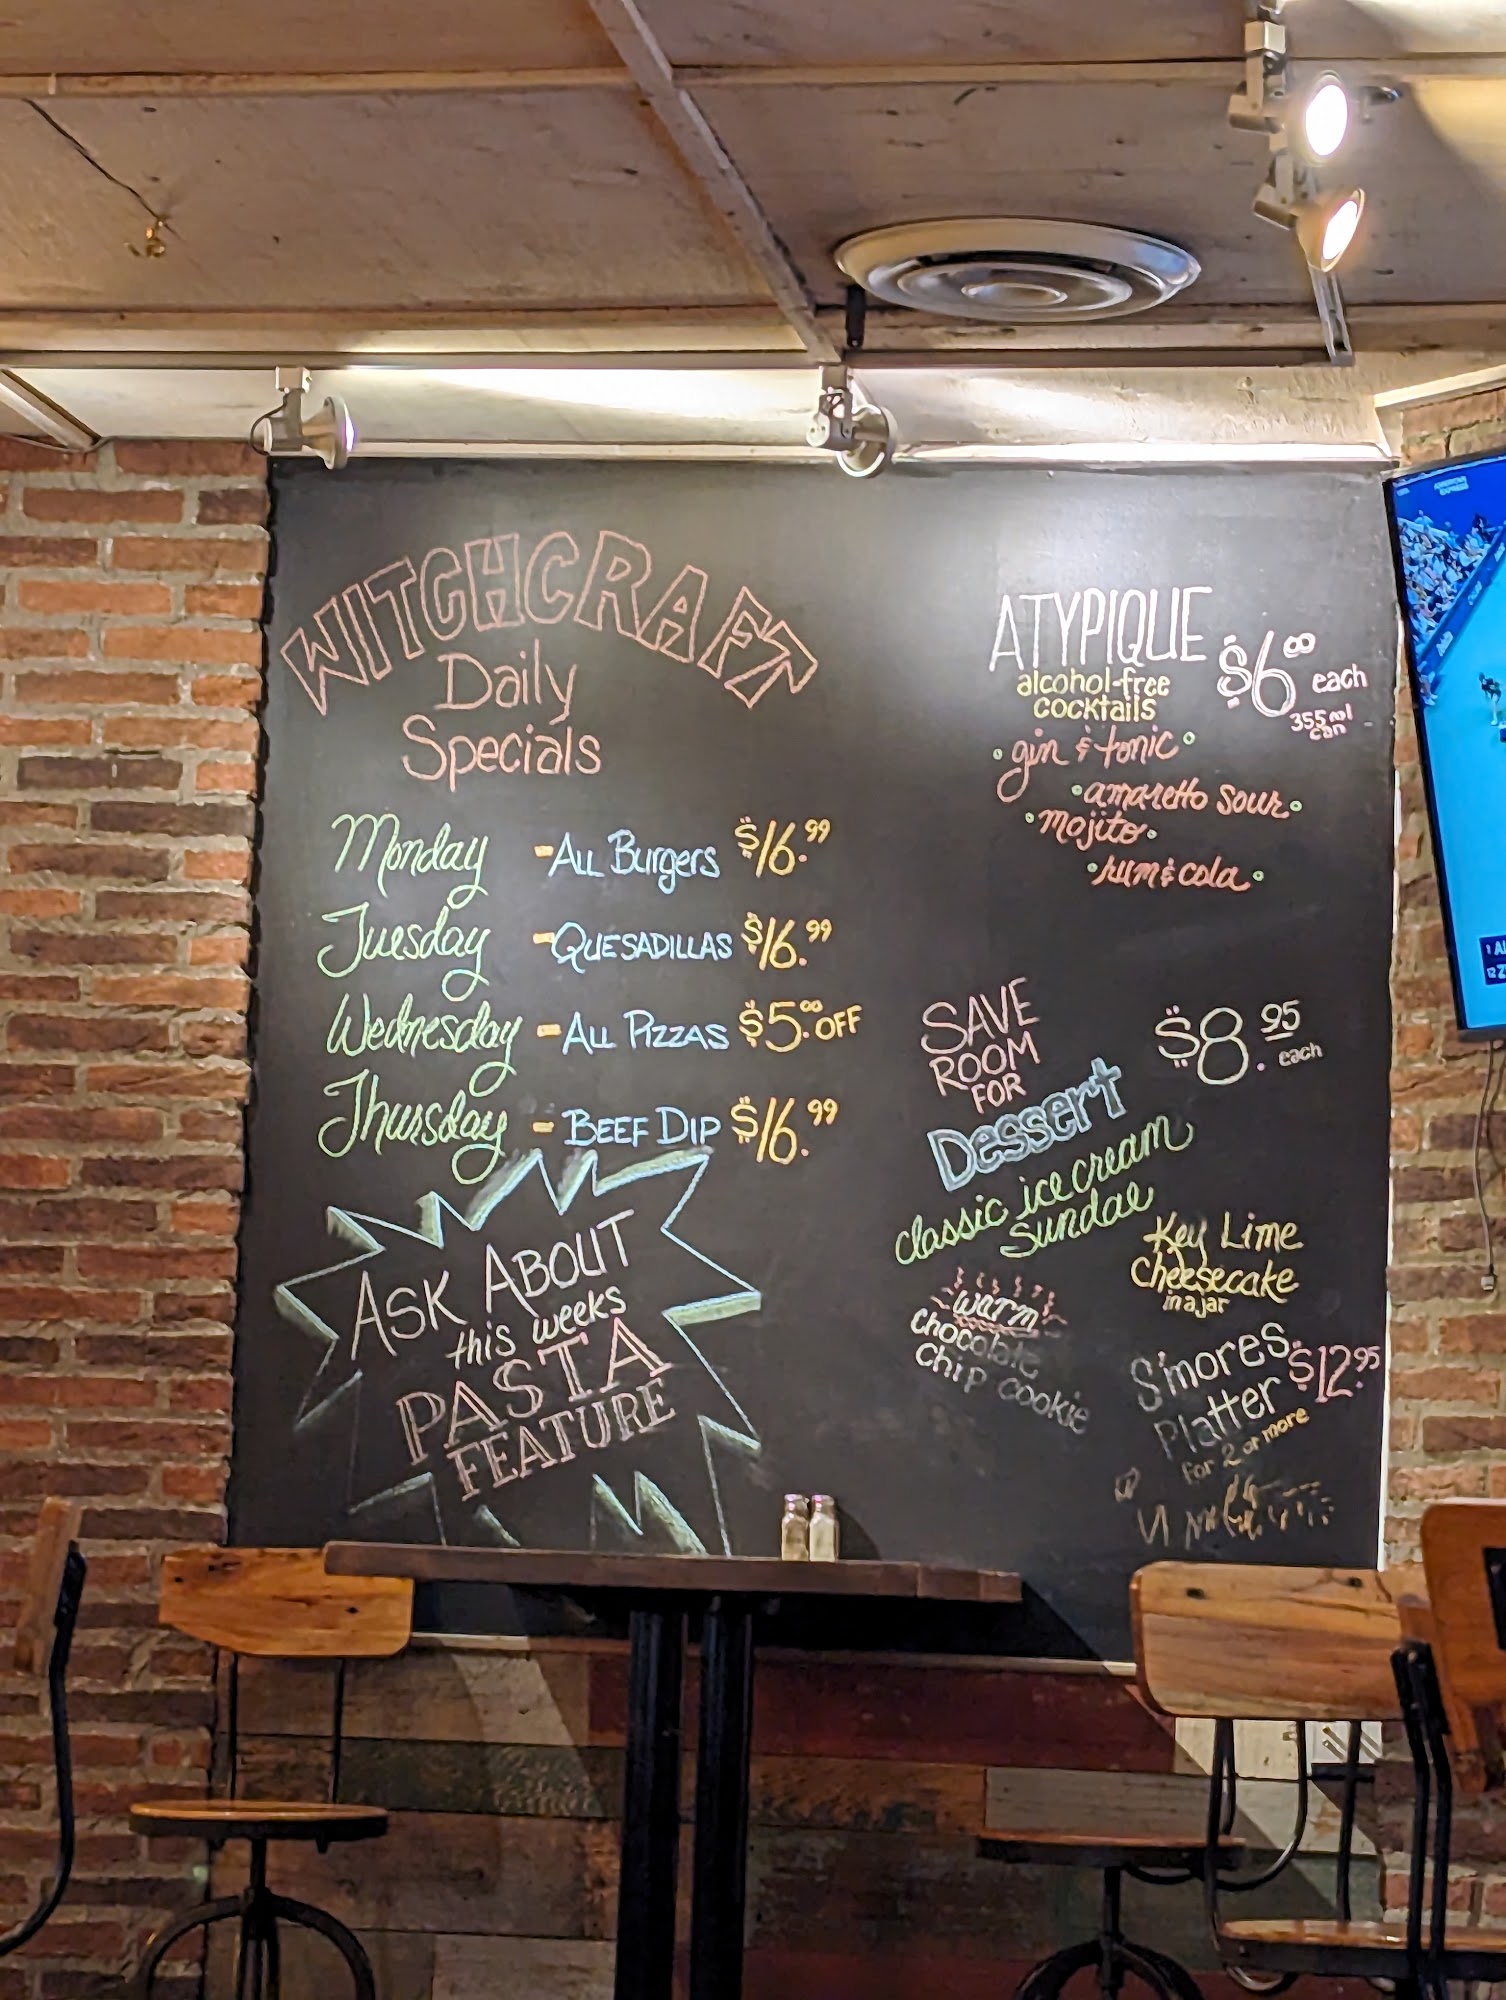 WITCHCRAFT
Daily
Specials
Monday - ALL BURGERS $16.99
Tuesday - QUESADILLAS $16.99
Wednesday - ALL PIZZAS $5.00 OFF
Thursday - BEEF DIP $16.99
ASK ABOUT
this weeks
PASTA
FEATURE
ATYPIQUE
alcohol-free
cocktails
$6.00 each
355ml
can
• gin & tonic •
• amaretto sour •
• mojito •
• rum & cola •
SAVE
ROOM
FOR
Dessert
$8.95
each
classic ice cream
sundae
Key Lime
Cheesecake
in a jar
warm
chocolate
chip cookie
S'mores
Platter
$12.95
for 2 or more
AMERICAN
EXPRESS